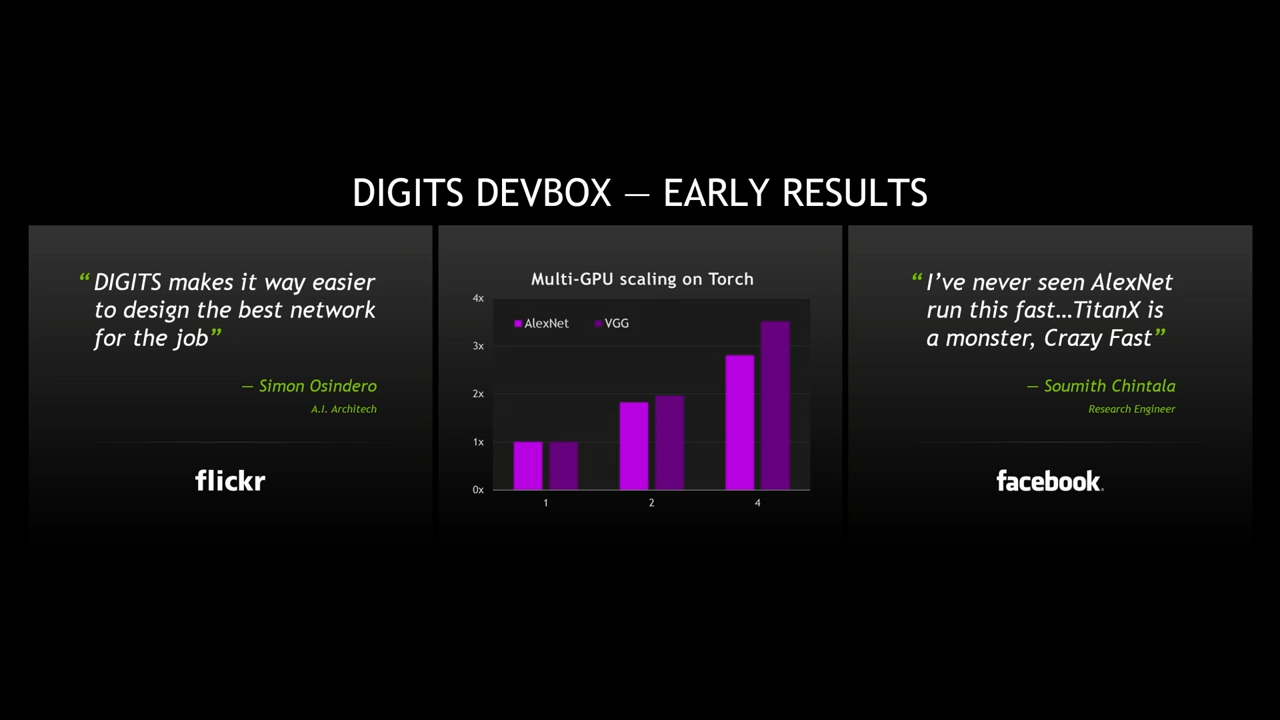 DIGITS DEVBOX — EARLY RESULTS
“ DIGITS makes it way easier
to design the best network
for the job”
— Simon Osindero
A.I. Architech
flickr
Multi-GPU scaling on Torch
4x
AlexNet VGG
3x
2x
1x
0x
1 2 4
“ I’ve never seen AlexNet
run this fast…TitanX is
a monster, Crazy Fast”
— Soumith Chintala
Research Engineer
facebook.